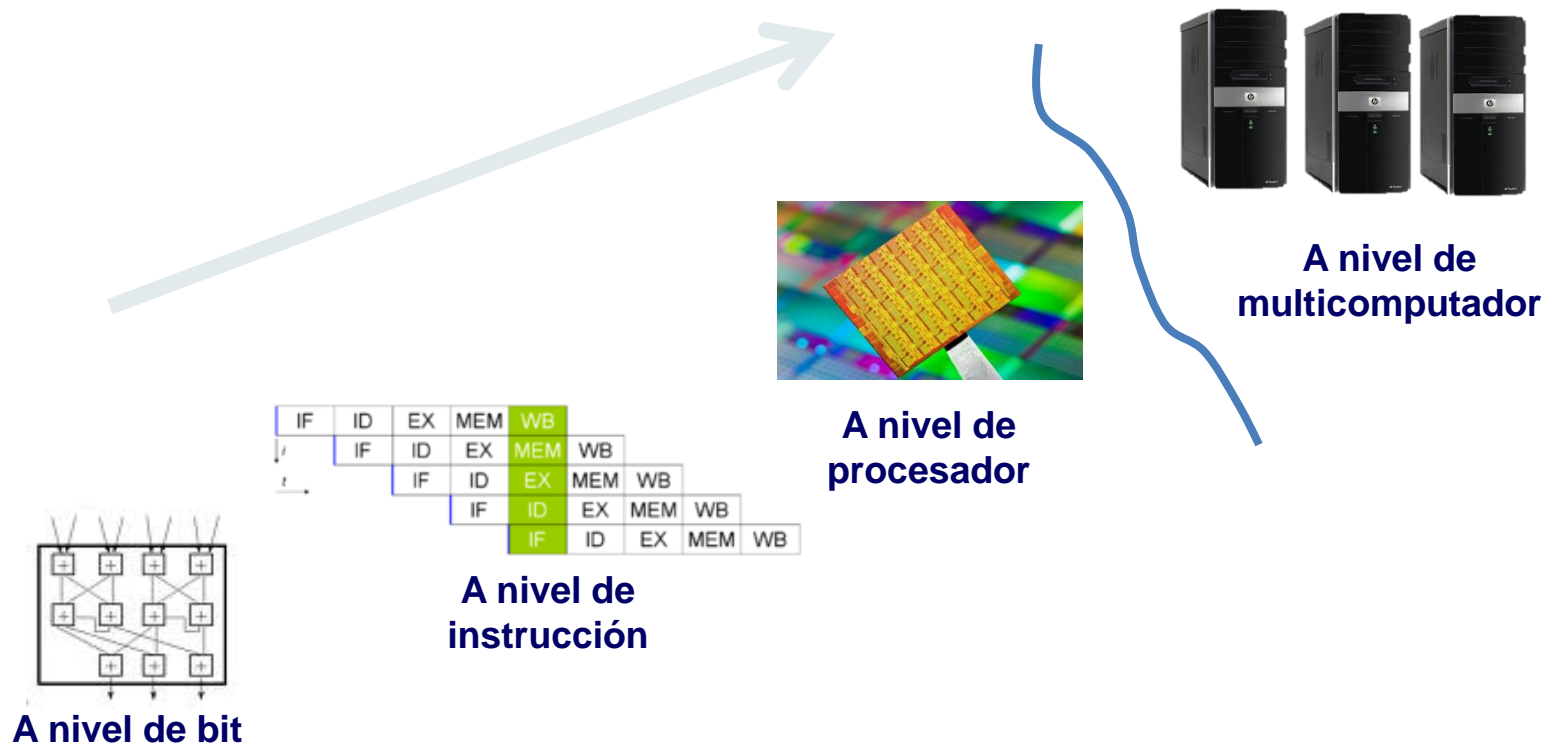 A nivel de
multicomputador
A nivel de
procesador
IF ID EX MEM WB
i IF ID EX MEM WB
t IF ID EX MEM WB
IF ID EX MEM WB
IF ID EX MEM WB
A nivel de
instrucción
+ + + +
+ + + +
+ + +
A nivel de bit